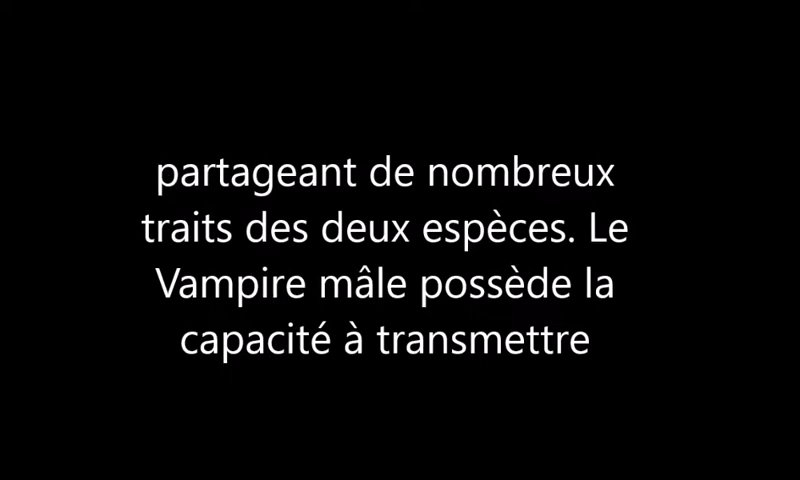 partageant de nombreux
traits des deux espèces. Le
Vampire mâle possède la
capacité à transmettre